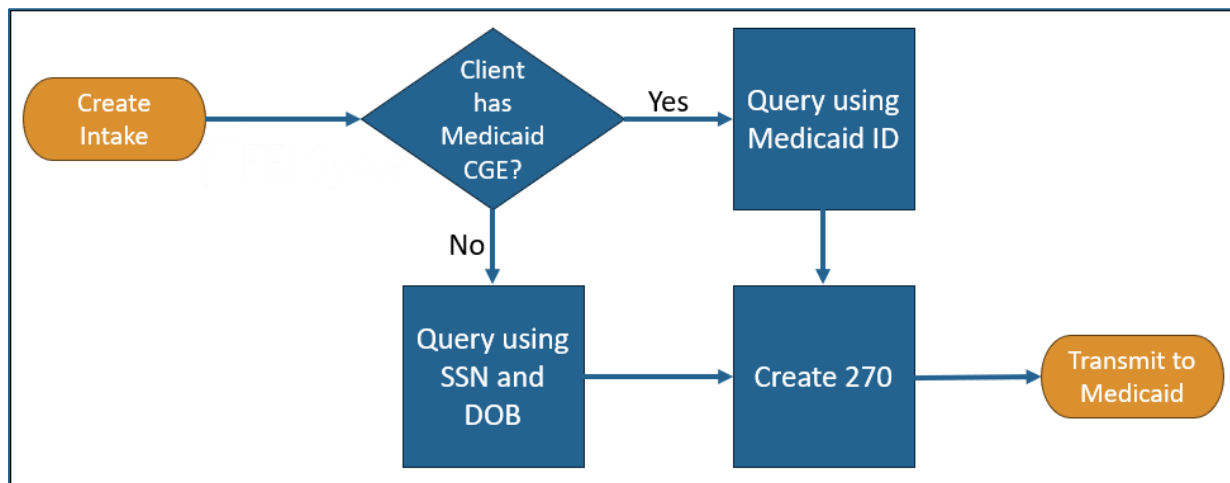 Create
Intake
Client
has
Medicaid
CGE?
Yes
Query using
Medicaid ID
No
Query using
SSN and
DOB
Create 270
Transmit to
Medicaid